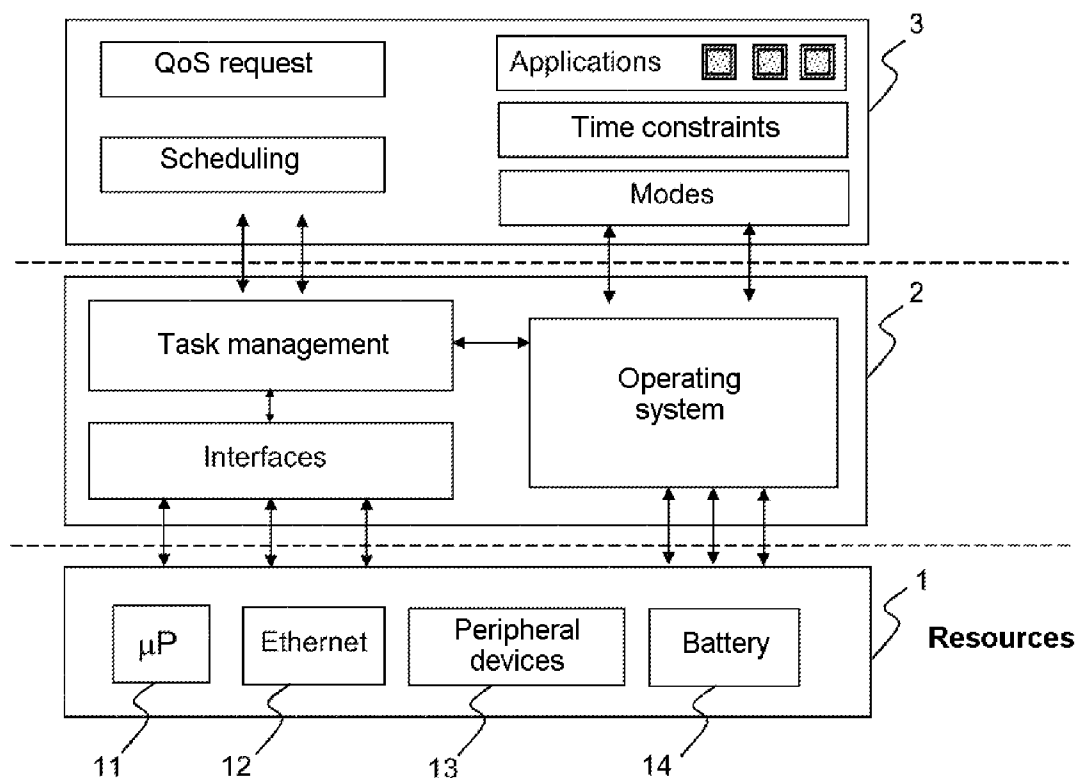 QoS request
Applications
3
Time constraints
Scheduling
Modes
2
Task management
Operating
system
Interfaces
1
μP
Ethernet
Peripheral
devices
Battery
Resources
11
12
13
14